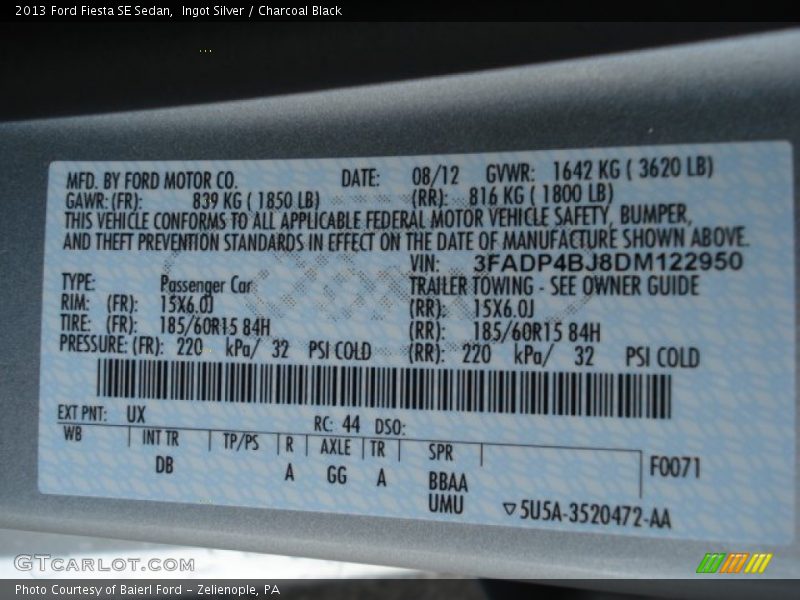 2013 Ford Fiesta SE Sedan,  Ingot Silver / Charcoal Black
MFD. BY FORD MOTOR CO. DATE: 08/12 GVWR: 1642 KG ( 3620 LB)
GAWR:(FR): 839 KG ( 1850 LB) (RR): 816 KG ( 1800 LB)
THIS VEHICLE CONFORMS TO ALL APPLICABLE FEDERAL MOTOR VEHICLE SAFETY, BUMPER,
AND THEFT PREVENTION STANDARDS IN EFFECT ON THE DATE OF MANUFACTURE SHOWN ABOVE.
VIN: 3FADP4BJ8DM122950
TYPE: Passenger Car TRAILER TOWING - SEE OWNER GUIDE
RIM: (FR): 15X6.0J (RR): 15X6.0J
TIRE: (FR): 185/60R15 84H (RR): 185/60R15 84H
PRESSURE: (FR): 220 kPa/ 32 PSI COLD (RR): 220 kPa/ 32 PSI COLD
EXT PNT: UX RC: 44 DSO:
WB INT TR TP/PS R AXLE TR SPR
DB A GG A BBAA F0071
UMU ▽5U5A-3520472-AA
GTCARLOT.COM
Photo Courtesy of Baierl Ford – Zelienople, PA